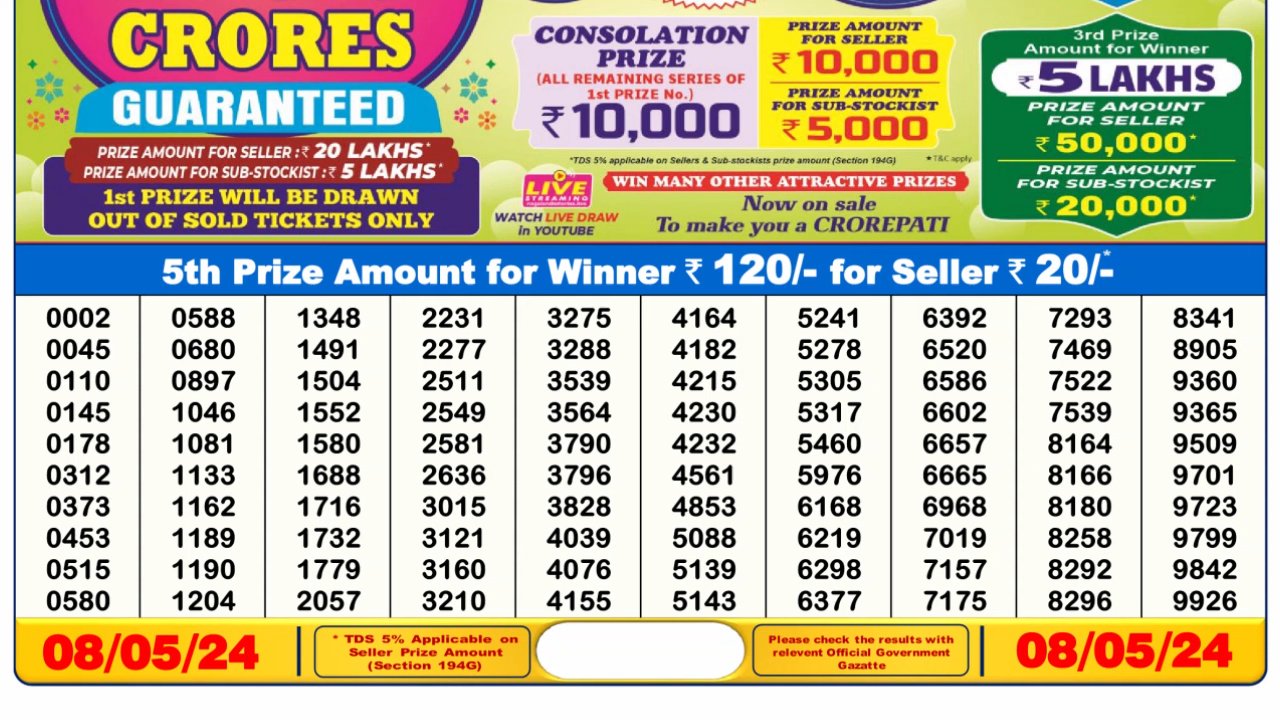 CRORES
GUARANTEED
PRIZE AMOUNT FOR SELLER :₹ 20 LAKHS*
PRIZE AMOUNT FOR SUB-STOCKIST :₹ 5 LAKHS*
1st PRIZE WILL BE DRAWN
OUT OF SOLD TICKETS ONLY
CONSOLATION
PRIZE
(ALL REMAINING SERIES OF
1st PRIZE No.)
₹ 10,000
PRIZE AMOUNT
FOR SELLER
₹ 10,000
PRIZE AMOUNT
FOR SUB-STOCKIST
₹ 5,000
*TDS 5% applicable on Sellers & Sub-stockists prize amount (Section 194G)
★T&C apply
LIVE
STREAMING
WATCH LIVE DRAW
in YOUTUBE
WIN MANY OTHER ATTRACTIVE PRIZES
Now on sale
To make you a CROREPATI
3rd Prize
Amount for Winner
₹5 LAKHS
PRIZE AMOUNT
FOR SELLER
₹ 50,000*
PRIZE AMOUNT
FOR SUB-STOCKIST
₹ 20,000*
5th Prize Amount for Winner ₹ 120/- for Seller ₹ 20/-*
0002 0588 1348 2231 3275 4164 5241 6392 7293 8341
0045 0680 1491 2277 3288 4182 5278 6520 7469 8905
0110 0897 1504 2511 3539 4215 5305 6586 7522 9360
0145 1046 1552 2549 3564 4230 5317 6602 7539 9365
0178 1081 1580 2581 3790 4232 5460 6657 8164 9509
0312 1133 1688 2636 3796 4561 5976 6665 8166 9701
0373 1162 1716 3015 3828 4853 6168 6968 8180 9723
0453 1189 1732 3121 4039 5088 6219 7019 8258 9799
0515 1190 1779 3160 4076 5139 6298 7157 8292 9842
0580 1204 2057 3210 4155 5143 6377 7175 8296 9926
08/05/24
* TDS 5% Applicable on
Seller Prize Amount
(Section 194G)
Please check the results with
relevent Official Government
Gazatte
08/05/24